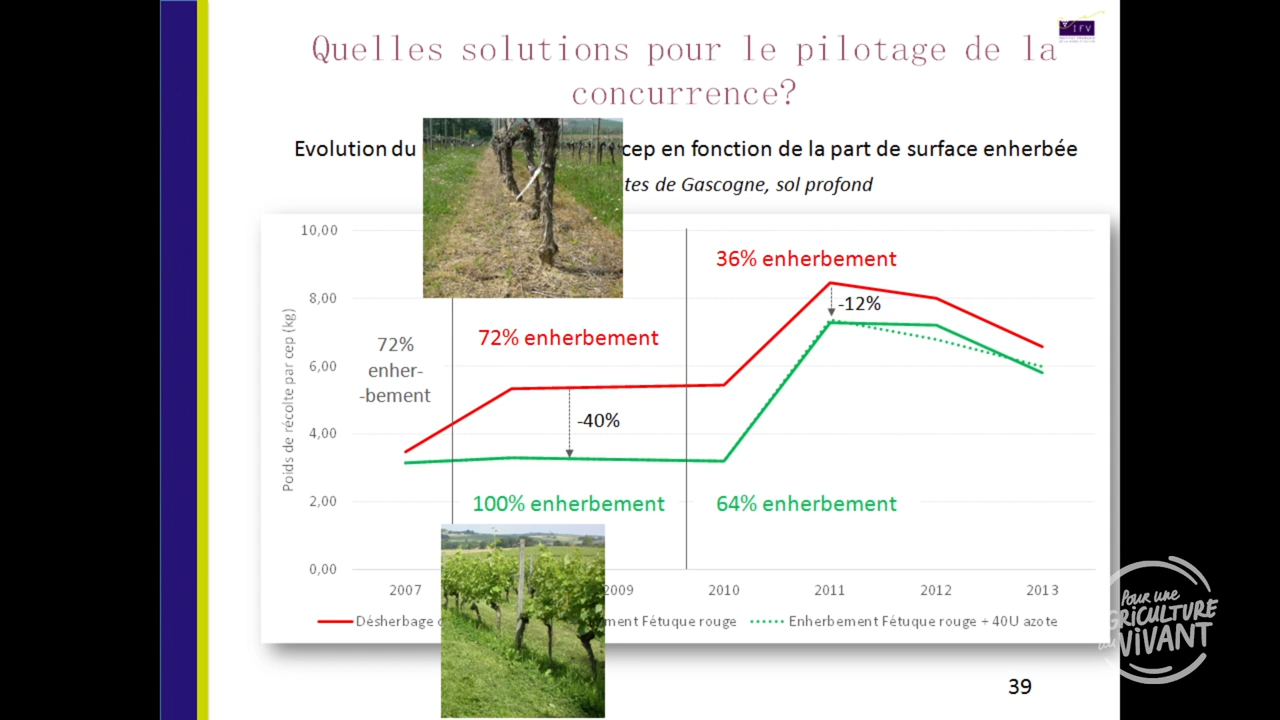 Quelles solutions pour le pilotage de la
concurrence?
IFV
Evolution du cep en fonction de la part de surface enherbée
tes de Gascogne, sol profond
10,00
8,00
6,00
4,00
2,00
0,00
Poids de récolte par cep (kg)
72%
enher-
-bement
72% enherbement
36% enherbement
-12%
-40%
100% enherbement
64% enherbement
2007
2009
2010
2011
2012
2013
Désherbage
ment Fétuque rouge
Enherbement Fétuque rouge + 40U azote
Pour une
AGRICULTURE
du VIVANT
39